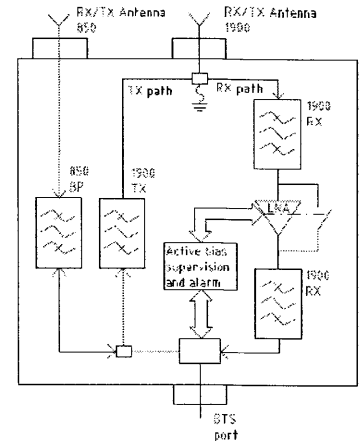 RX/TX Antenna
850
RX/TX Antenna
1900
TX path
RX path
1900
RX
850
BP
1900
TX
LNA
Active bias
supervision
and alarm
1900
RX
BTS
port